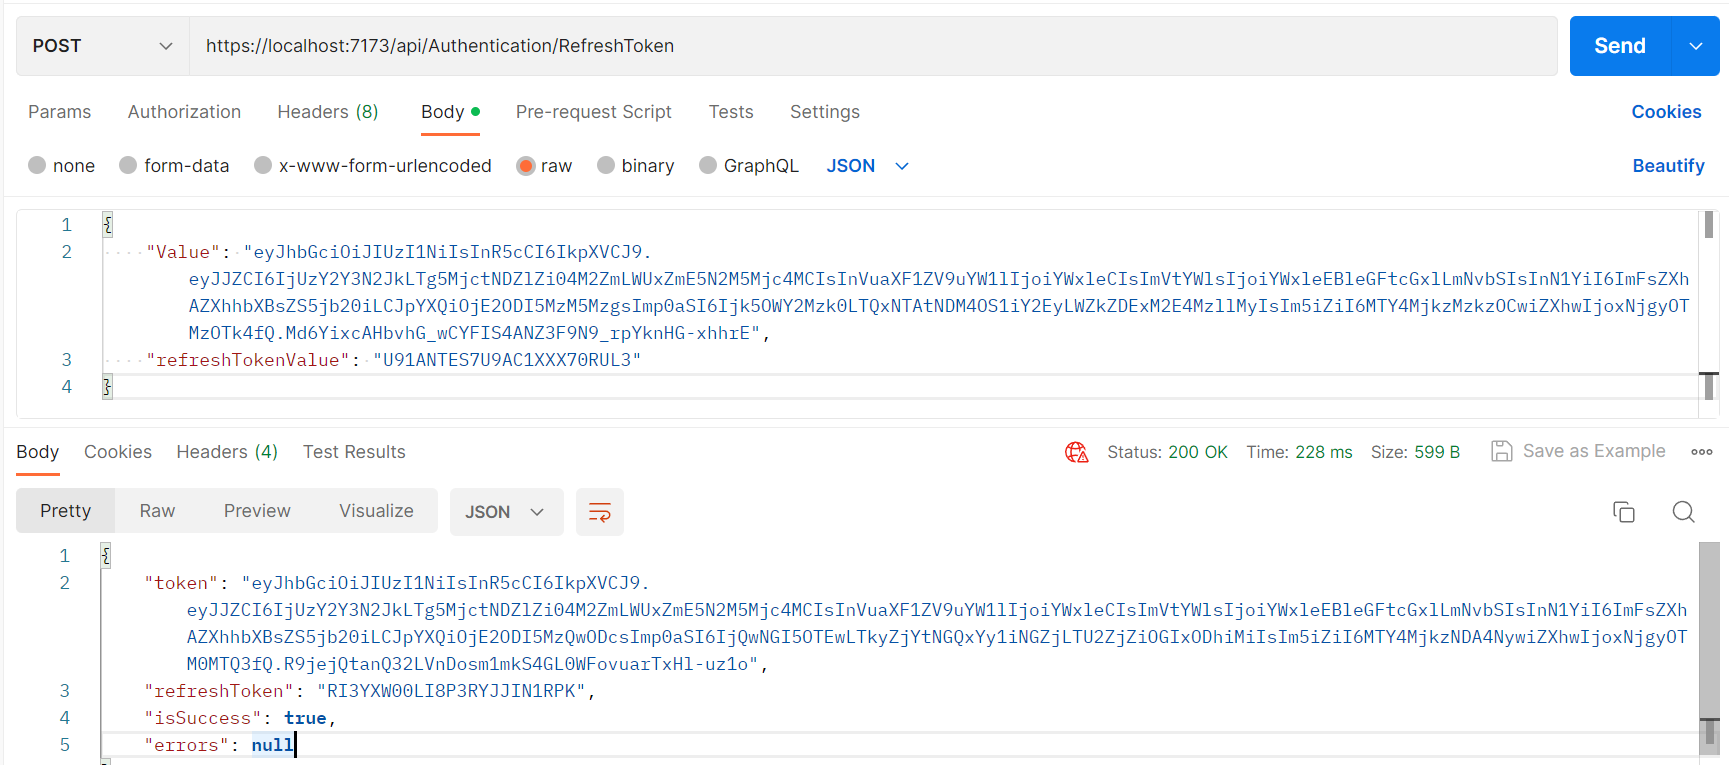 POST https://localhost:7173/api/Authentication/RefreshToken Send
Params Authorization Headers (8) Body Pre-request Script Tests Settings Cookies
none form-data x-www-form-urlencoded raw binary GraphQL JSON Beautify
1 {
2 "Value": "eyJhbGciOiJIUzI1NiIsInR5cCI6IkpXVCJ9.
eyJJZCI6IjUzY2Y3N2JkLTg5MjctNDZlZi04M2ZmLWUxZmE5N2M5Mjc4MCIsInVuaXF1ZV9uYW1lIjoiYWxleCIsImVtYWlsIjoiYWxleEBleGFtcGxlLmNvbSIsInN1YiI6ImFsZXh
AZXhhbXBsZS5jb20iLCJpYXQiOjE2ODI5MzM5MzgsImp0aSI6Ijk5OWY2Mzk0LTQxNTAtNDM4OS1iY2EyLWZkZDExM2E4MzllMyIsIm5iZiI6MTY4MjkzMzkzOCwiZXhwIjoxNjgyOT
MzOTk4fQ.Md6YixcAHbvhG_wCYFIS4ANZ3F9N9_rpYknHG-xhhrE",
3 "refreshTokenValue": "U91ANTES7U9AC1XXX70RUL3"
4 }
Body Cookies Headers (4) Test Results Status: 200 OK Time: 228 ms Size: 599 B Save as Example
Pretty Raw Preview Visualize JSON
1 {
2 "token": "eyJhbGciOiJIUzI1NiIsInR5cCI6IkpXVCJ9.
eyJJZCI6IjUzY2Y3N2JkLTg5MjctNDZlZi04M2ZmLWUxZmE5N2M5Mjc4MCIsInVuaXF1ZV9uYW1lIjoiYWxleCIsImVtYWlsIjoiYWxleEBleGFtcGxlLmNvbSIsInN1YiI6ImFsZXh
AZXhhbXBsZS5jb20iLCJpYXQiOjE2ODI5MzQwODcsImp0aSI6IjQwNGI5OTEwLTkyZjYtNGQxYy1iNGZjLTU2ZjZiOGIxODhiMiIsIm5iZiI6MTY4MjkzNDA4NywiZXhwIjoxNjgyOT
M0MTQ3fQ.R9jejQtanQ32LVnDosm1mkS4GL0WFovuarTxHl-uz1o",
3 "refreshToken": "RI3YXW00LI8P3RYJJIN1RPK",
4 "isSuccess": true,
5 "errors": null